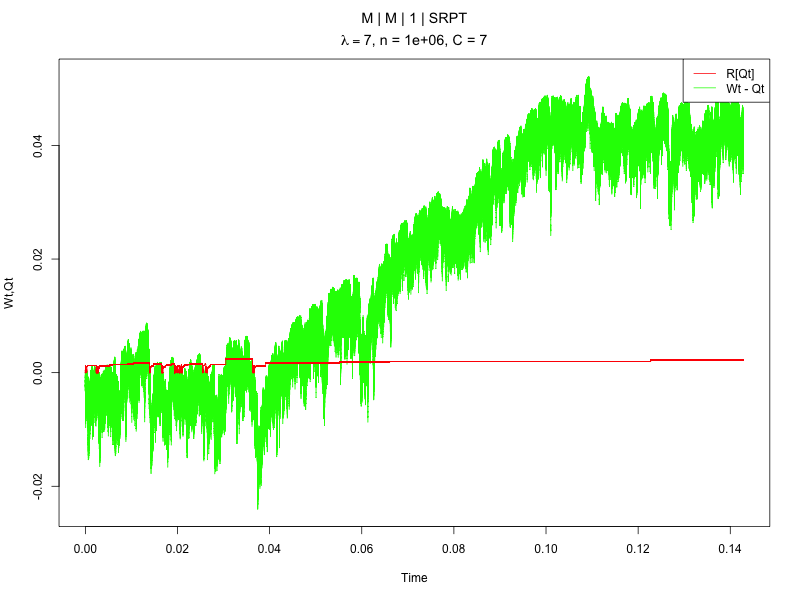 M | M | 1 | SRPT
λ = 7, n = 1e+06, C = 7
R[Qt]
Wt - Qt
Wt,Qt
0.04
0.02
0.00
-0.02
0.00 0.02 0.04 0.06 0.08 0.10 0.12 0.14
Time